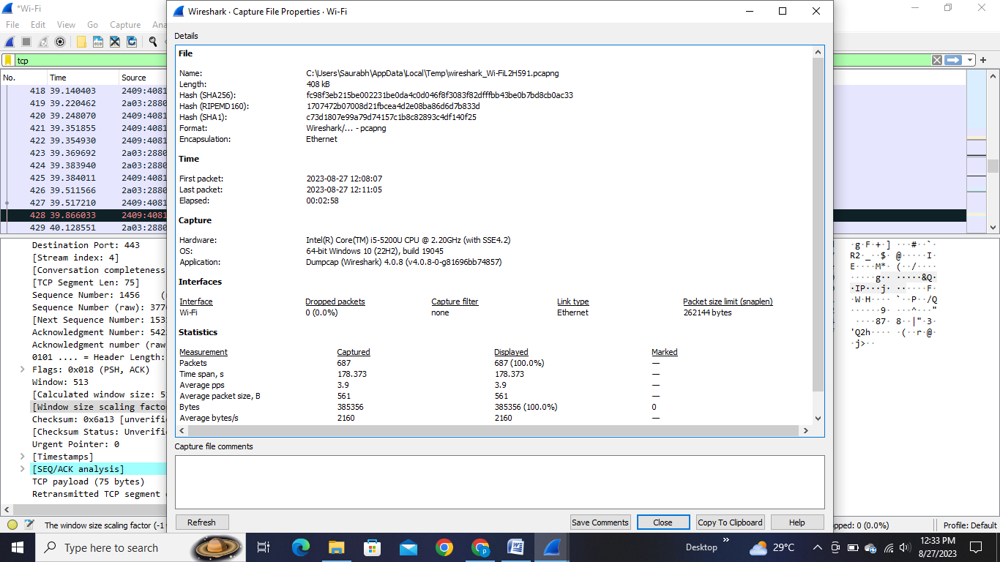 *Wi-Fi
File Edit View Go Capture Ana
tcp
No. Time Source
418 39.140403 2409:4081
419 39.220462 2a03:2880
420 39.248070 2409:4081
421 39.351855 2409:4081
422 39.354930 2409:4081
423 39.369692 2a03:2880
424 39.383940 2a03:2880
425 39.384011 2409:4081
426 39.511566 2a03:2880
427 39.517210 2409:4081
428 39.866033 2409:4081
429 40.128551 2a03:2880
Destination Port: 443
[Stream index: 4]
[Conversation completeness
[TCP Segment Len: 75]
Sequence Number: 1456
Sequence Number (raw): 377
[Next Sequence Number: 153
Acknowledgment Number: 542
Acknowledgment number (raw
0101 .... = Header Length:
Flags: 0x018 (PSH, ACK)
Window: 513
[Calculated window size: 5
[Window size scaling facto
Checksum: 0x6a13 [unverifi
[Checksum Status: Unverifi
Urgent Pointer: 0
[Timestamps]
[SEQ/ACK analysis]
TCP payload (75 bytes)
Retransmitted TCP segment
The window size scaling factor (-1
Wireshark · Capture File Properties · Wi-Fi
Details
File
Name: C:\Users\Saurabh\AppData\Local\Temp\wireshark_Wi-FiL2H591.pcapng
Length: 408 kB
Hash (SHA256): fc98f3eb215be002231be0da4c0d046f8f3083f82dfffbb43be0b7bd8cb0ac33
Hash (RIPEMD160): 1707472b07008d21fbcea4d2e08ba86d6d7b833d
Hash (SHA1): c73d1807e99a79d74157c1b8c82893c4df140f25
Format: Wireshark/... - pcapng
Encapsulation: Ethernet
Time
First packet: 2023-08-27 12:08:07
Last packet: 2023-08-27 12:11:05
Elapsed: 00:02:58
Capture
Hardware: Intel(R) Core(TM) i5-5200U CPU @ 2.20GHz (with SSE4.2)
OS: 64-bit Windows 10 (22H2), build 19045
Application: Dumpcap (Wireshark) 4.0.8 (v4.0.8-0-g81696bb74857)
Interfaces
Interface Dropped packets Capture filter Link type Packet size limit (snaplen)
Wi-Fi 0 (0.0%) none Ethernet 262144 bytes
Statistics
Measurement Captured Displayed Marked
Packets 687 687 (100.0%) —
Time span, s 178.373 178.373 —
Average pps 3.9 3.9 —
Average packet size, B 561 561 —
Bytes 385356 385356 (100.0%) 0
Average bytes/s 2160 2160 —
Capture file comments
Refresh Save Comments Close Copy To Clipboard Help
· g· F· + ·] · · ·# · ·`·
R2 ·_ ··$ · @·····I
E····M* · (··/····
·····g·· ·····&Q·
·IP···j· ·····F·
·W·H···· `··P··/Q
······9· ··^···"
····87· 8··|"·3·
'Q2h···· ·(··r·@·
·j>··
pped: 0 (0.0%) Profile: Default
Type here to search Desktop » 29°C 12:33 PM
8/27/2023